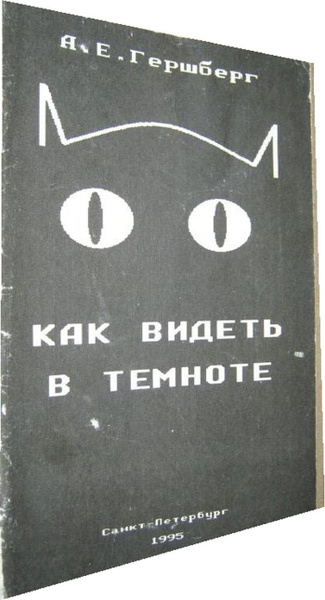 А.Е.Гершберг
КАК ВИДЕТЬ
В ТЕМНОТЕ
Санкт-Петербург
1995